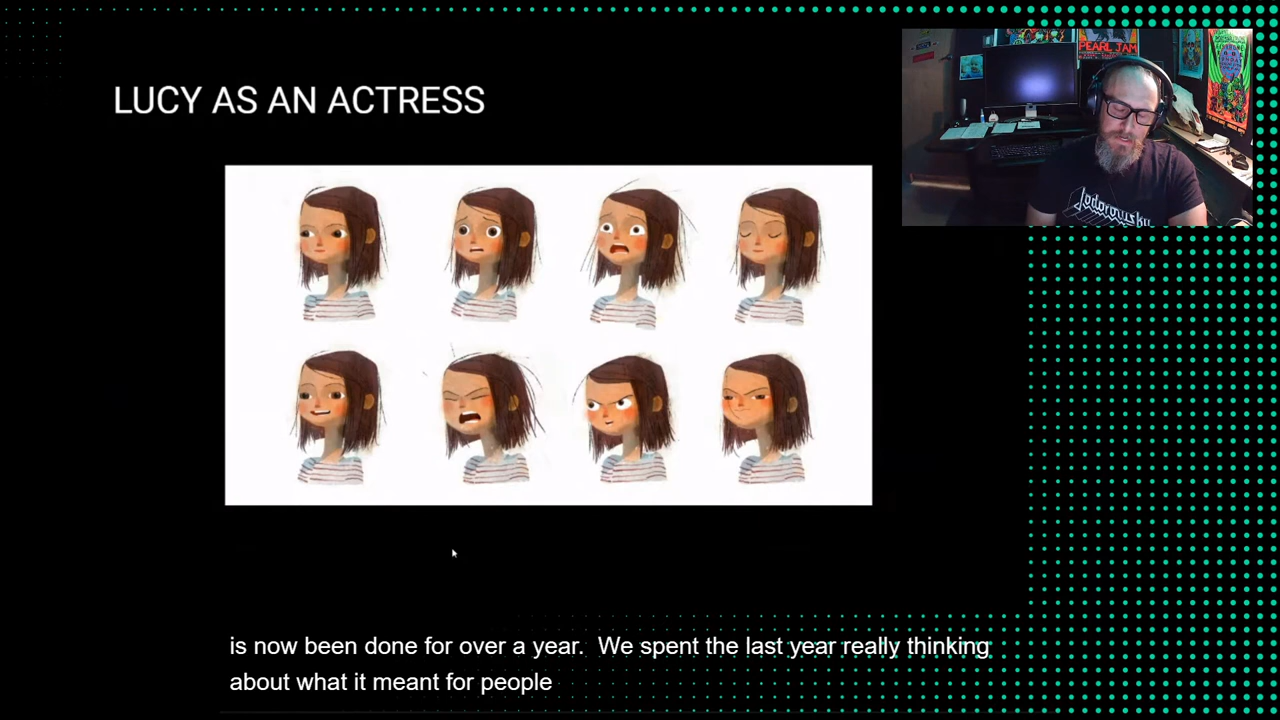 LUCY AS AN ACTRESS
PEARL JAM
Jodorowsky
is now been done for over a year.  We spent the last year really thinking
about what it meant for people